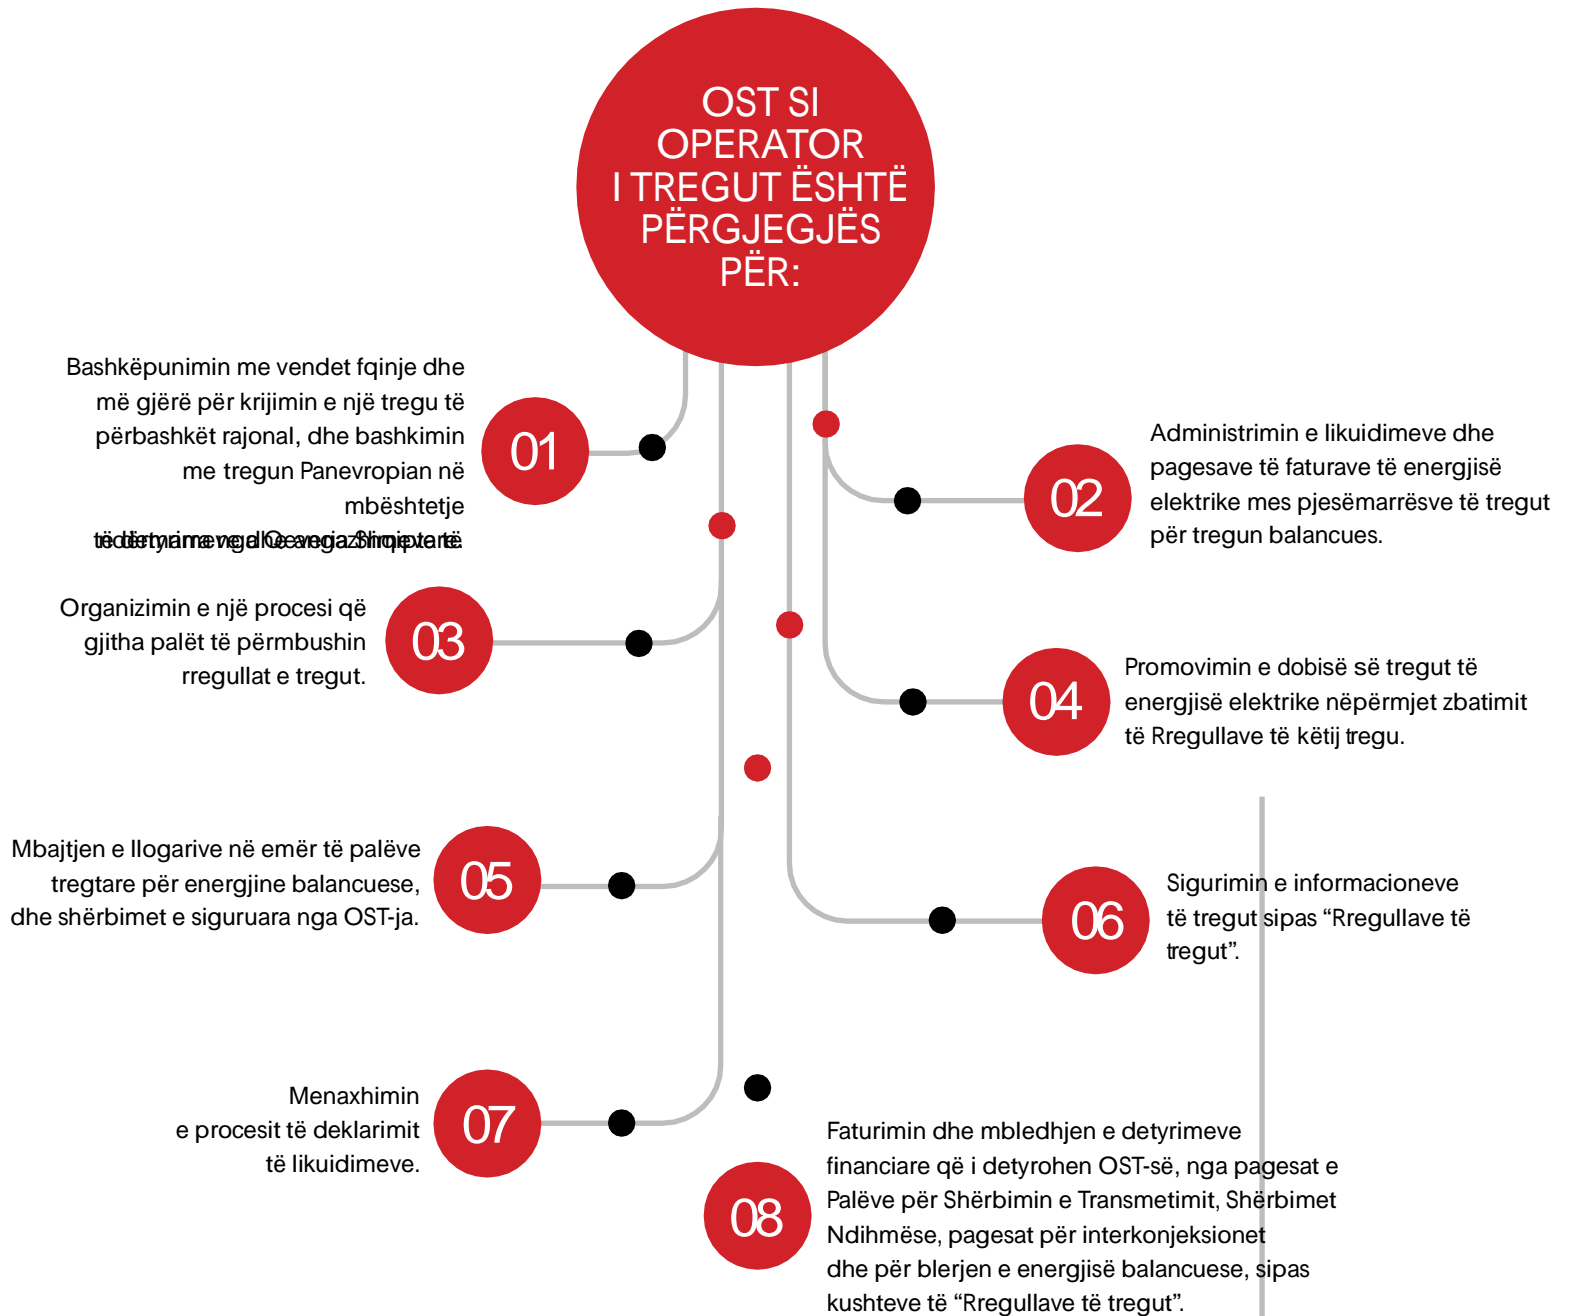 OST SI
OPERATOR
I TREGUT ËSHTË
PËRGJEGJËS
PËR:
Bashkëpunimin me vendet fqinje dhe
më gjërë për krijimin e një tregu të
përbashkët rajonal, dhe bashkimin
me tregun Panevropian në
mbështetje
01
Administrimin e likuidimeve dhe
pagesave të faturave të energjisë
elektrike mes pjesëmarrësve të tregut
për tregun balancues.
02
Organizimin e një procesi që
gjitha palët të përmbushin
rregullat e tregut.
03
Promovimin e dobisë së tregut të
energjisë elektrike nëpërmjet zbatimit
të Rregullave të këtij tregu.
04
Mbajtjen e llogarive në emër të palëve
tregtare për energjine balancuese,
dhe shërbimet e siguruara nga OST-ja.
05
Sigurimin e informacioneve
të tregut sipas “Rregullave të
tregut”.
06
Menaxhimin
e procesit të deklarimit
të likuidimeve.
07
Faturimin dhe mbledhjen e detyrimeve
financiare që i detyrohen OST-së, nga pagesat e
Palëve për Shërbimin e Transmetimit, Shërbimet
Ndihmëse, pagesat për interkonjeksionet
dhe për blerjen e energjisë balancuese, sipas
kushteve të “Rregullave të tregut”.
08